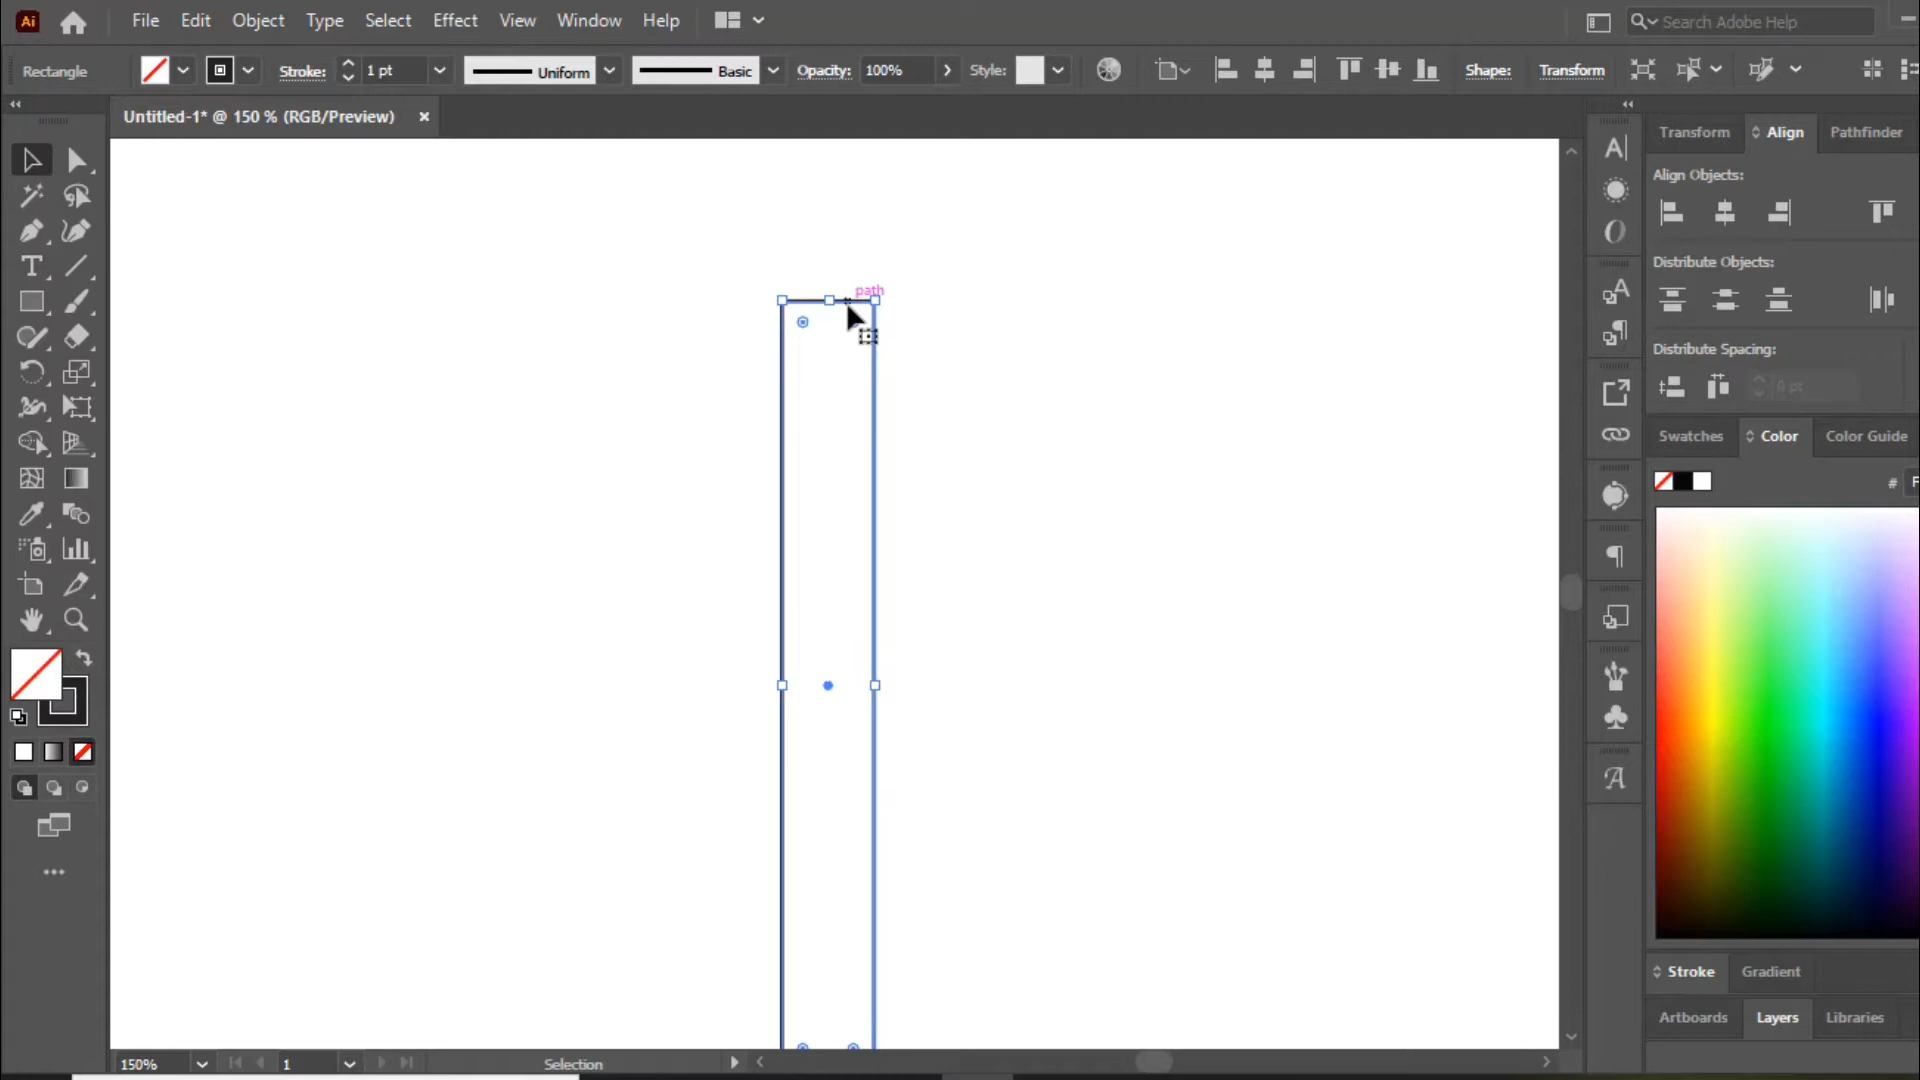 Ai File Edit Object Type Select Effect View Window Help Search Adobe Help
Rectangle Stroke: 1 pt Uniform Basic Opacity: 100% Style: Shape: Transform
Untitled-1* @ 150 % (RGB/Preview) ×
Transform Align Pathfinder
Align Objects:
Distribute Objects:
Distribute Spacing:
0 pt
Swatches Color Color Guide
# F
path
Stroke Gradient
Artboards Layers Libraries
150% 1 Selection